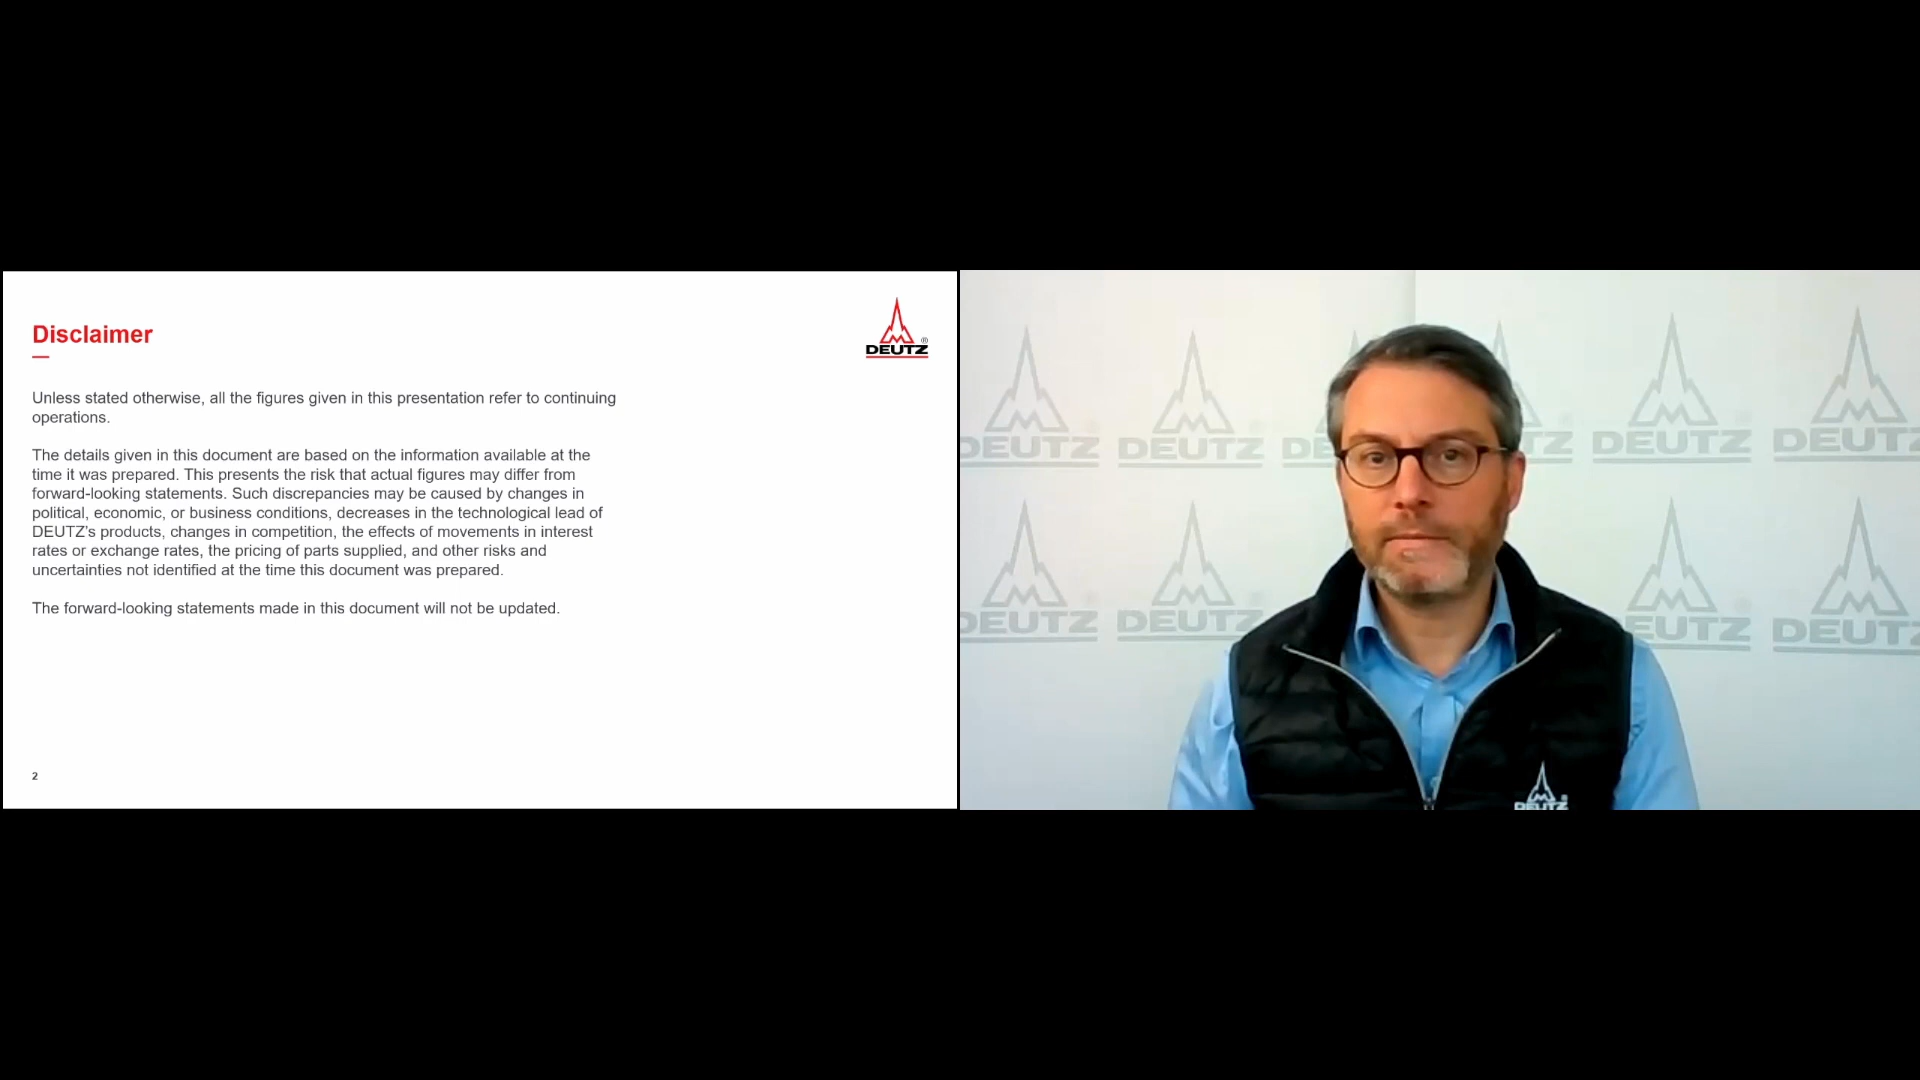 Disclaimer
DEUTZ®
Unless stated otherwise, all the figures given in this presentation refer to continuing
operations.
The details given in this document are based on the information available at the
time it was prepared. This presents the risk that actual figures may differ from
forward-looking statements. Such discrepancies may be caused by changes in
political, economic, or business conditions, decreases in the technological lead of
DEUTZ's products, changes in competition, the effects of movements in interest
rates or exchange rates, the pricing of parts supplied, and other risks and
uncertainties not identified at the time this document was prepared.
The forward-looking statements made in this document will not be updated.
2
DEUTZ DEUTZ DE TZ DEUTZ DEUTZ
DEUTZ DEUTZ EUTZ DEUTZ
DEUTZ